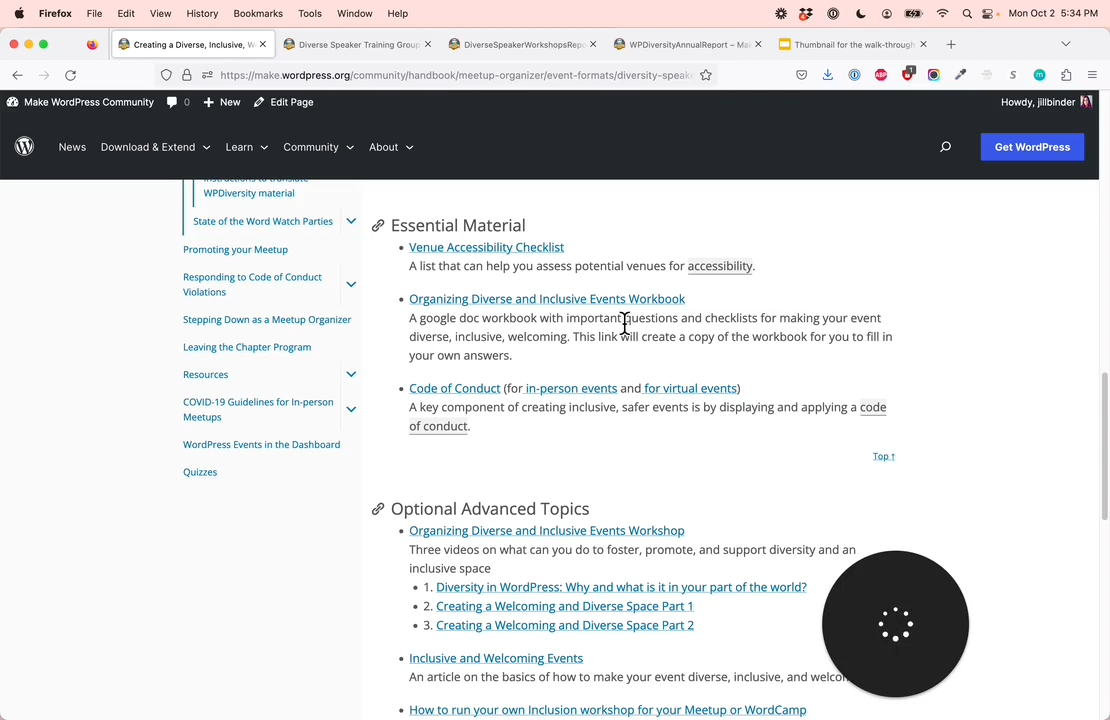 Firefox File Edit View History Bookmarks Tools Window Help Mon Oct 2 5:34 PM
Creating a Diverse, Inclusive, W Diverse Speaker Training Group DiverseSpeakerWorkshopsRepo WPDiversityAnnualReport – Ma Thumbnail for the walk-through
https://make.wordpress.org/community/handbook/meetup-organizer/event-formats/diversity-speake ABP 1
Make WordPress Community 0 New Edit Page Howdy, jillbinder
News Download & Extend Learn Community About Get WordPress
Instructions to translate
WPDiversity material
State of the Word Watch Parties
Promoting your Meetup
Responding to Code of Conduct
Violations
Stepping Down as a Meetup Organizer
Leaving the Chapter Program
Resources
COVID-19 Guidelines for In-person
Meetups
WordPress Events in the Dashboard
Quizzes
Essential Material
• Venue Accessibility Checklist
A list that can help you assess potential venues for accessibility.
• Organizing Diverse and Inclusive Events Workbook
A google doc workbook with important questions and checklists for making your event
diverse, inclusive, welcoming. This link will create a copy of the workbook for you to fill in
your own answers.
• Code of Conduct (for in-person events and for virtual events)
A key component of creating inclusive, safer events is by displaying and applying a code
of conduct.
Top ↑
Optional Advanced Topics
• Organizing Diverse and Inclusive Events Workshop
Three videos on what can you do to foster, promote, and support diversity and an
inclusive space
• 1. Diversity in WordPress: Why and what is it in your part of the world?
• 2. Creating a Welcoming and Diverse Space Part 1
• 3. Creating a Welcoming and Diverse Space Part 2
• Inclusive and Welcoming Events
An article on the basics of how to make your event diverse, inclusive, and welcom
• How to run your own Inclusion workshop for your Meetup or WordCamp